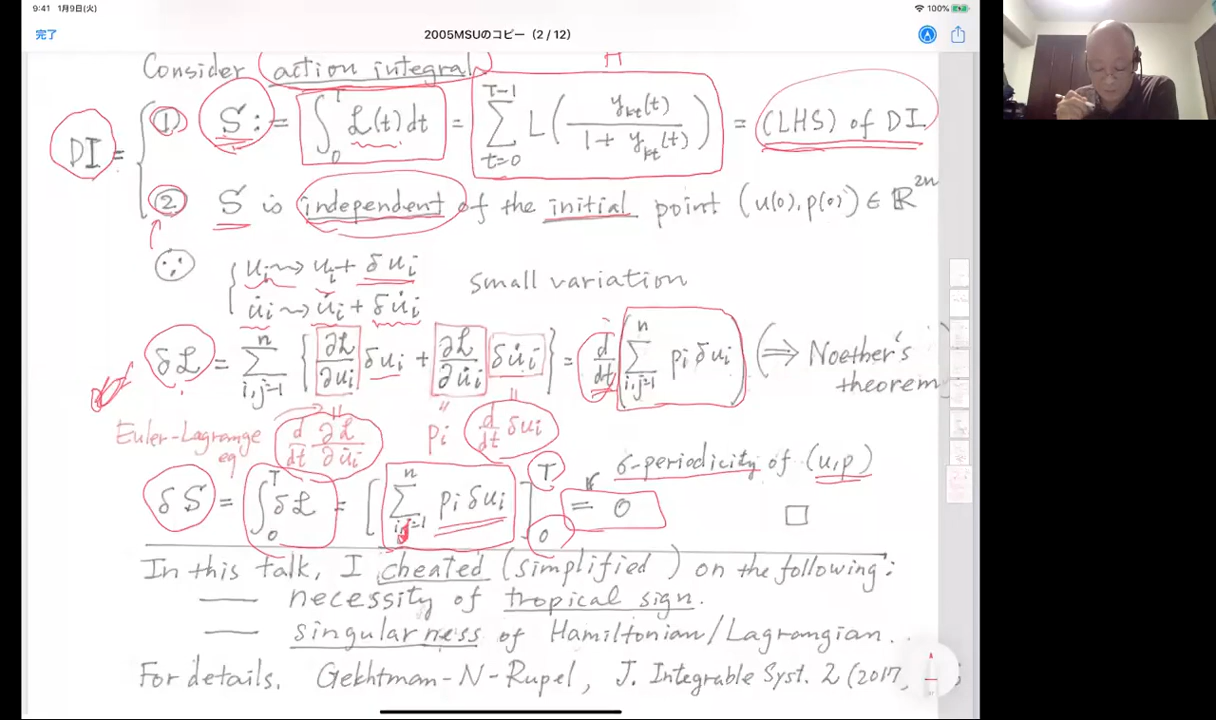 9:41 1月9日(火)
100%
完了
2005MSUのコピー (2 / 12)
Consider action integral
DI = { ① S := ∫_0^T ℒ(t) dt = Σ_{t=0}^{T-1} L ( y_{kt}(t) / 1 + y_{kt}(t) ) = (LHS) of DI
② S is independent of the initial point (u(0), p(0)) ∈ ℝ^{2n}
∵ { u_i ⇝ u_i + δu_i
u̇_i ⇝ u̇_i + δu̇_i
small variation
δℒ = Σ_{i,j=1}^n { ∂ℒ/∂u_i δu_i + ∂ℒ/∂u̇_i δu̇_i } = d/dt ( Σ_{i,j=1}^n p_i δu_i ) (⇒ Noether's theorem
Euler-Lagrange eq
d/dt ∂ℒ/∂u̇_i
p_i d/dt δu_i
σ-periodicity of (u,p)
δS = ∫_0^T δℒ = [ Σ_{i,j=1}^n p_i δu_i ]_0^T = 0 □
In this talk, I cheated (simplified) on the following:
— necessity of tropical sign.
— singularness of Hamiltonian/Lagrangian.
For details. Gekhtman-N-Rupel, J. Integrable Syst. 2 (2017,